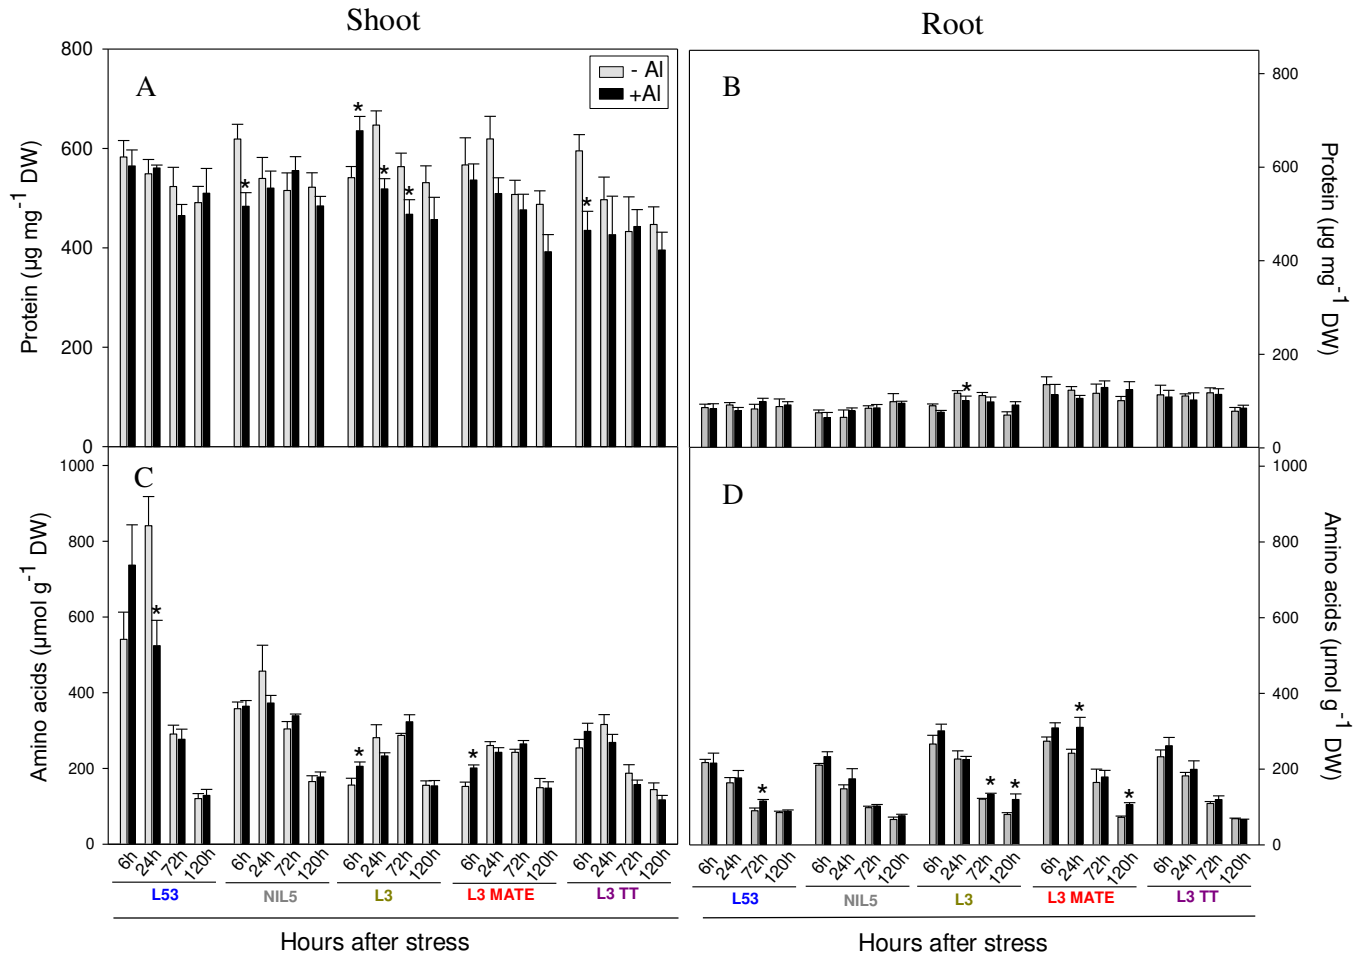 Shoot
Root
A
- Al
+Al
B
800
600
400
200
0
Protein (µg mg-1 DW)
*
*
*
*
*
*
800
600
400
200
0
Protein (µg mg-1 DW)
C
D
1000
800
600
400
200
0
Amino acids (µmol g-1 DW)
*
*
*
*
*
*
*
*
1000
800
600
400
200
0
Amino acids (µmol g-1 DW)
6h 24h 72h 120h 6h 24h 72h 120h 6h 24h 72h 120h 6h 24h 72h 120h 6h 24h 72h 120h
L53 NIL5 L3 L3 MATE L3 TT
Hours after stress
6h 24h 72h 120h 6h 24h 72h 120h 6h 24h 72h 120h 6h 24h 72h 120h 6h 24h 72h 120h
L53 NIL5 L3 L3 MATE L3 TT
Hours after stress